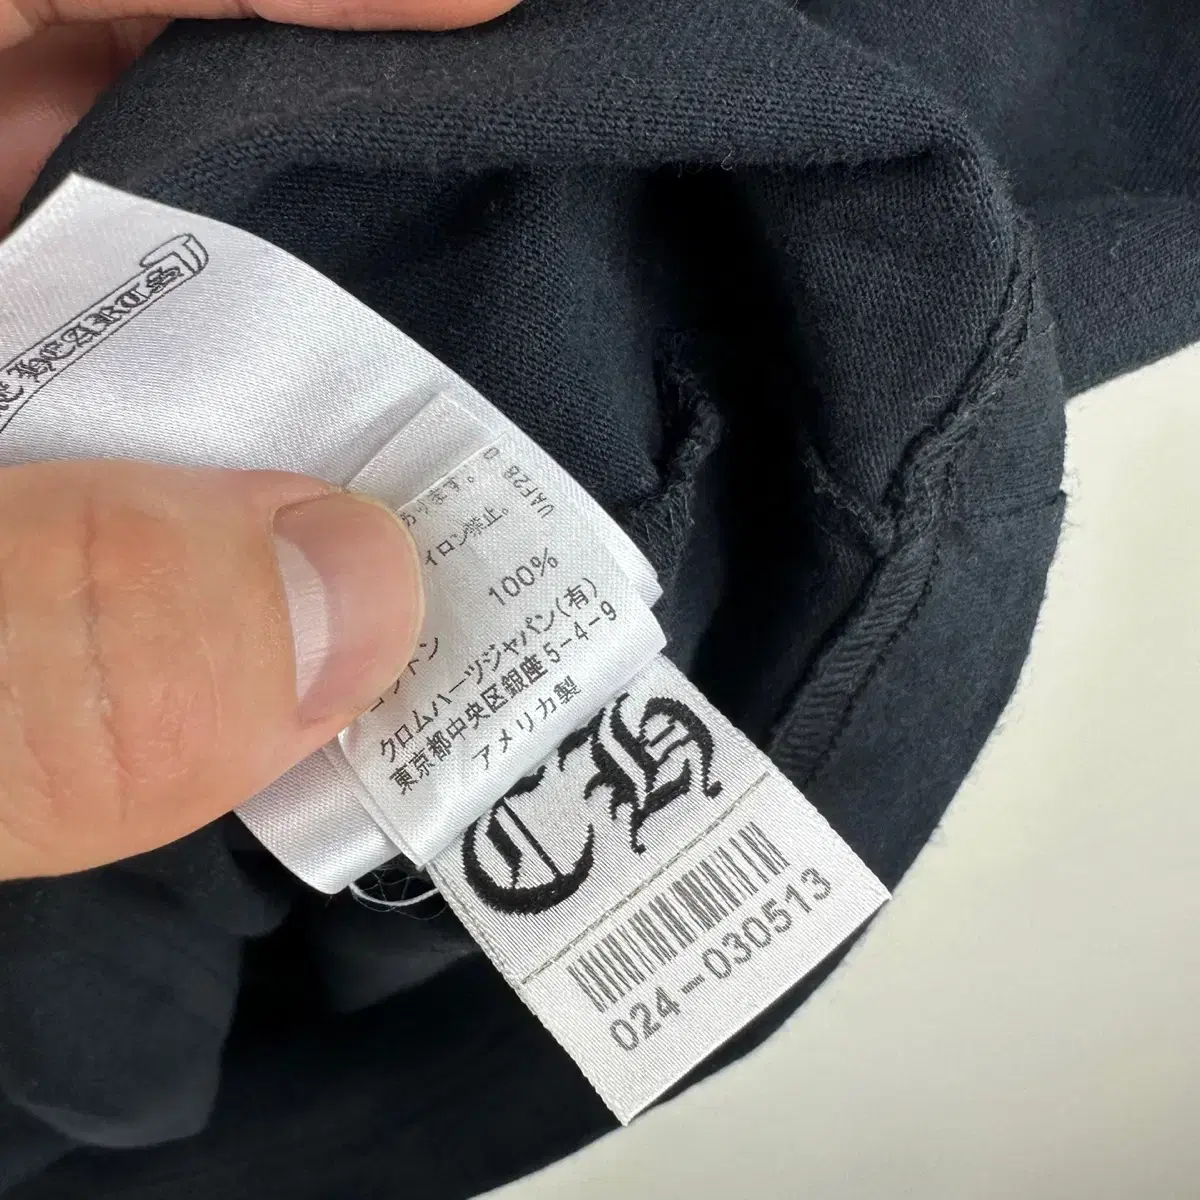 HEARTS
ります。
イロン禁止。
UAF28 0
100%
コットン
クロムハーツジャパン(有)
東京都中央区銀座5-4-9
アメリカ製
CH
024-030513